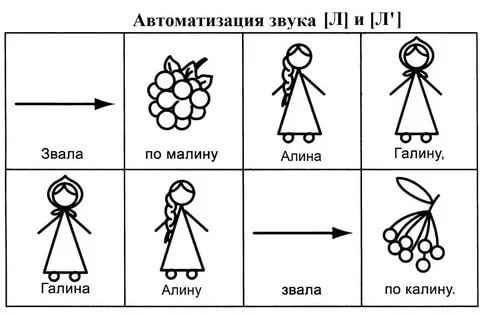 Автоматизация звука [Л] и [Л']
Звала по малину Алина Галину,
Галина Алину звала по калину.